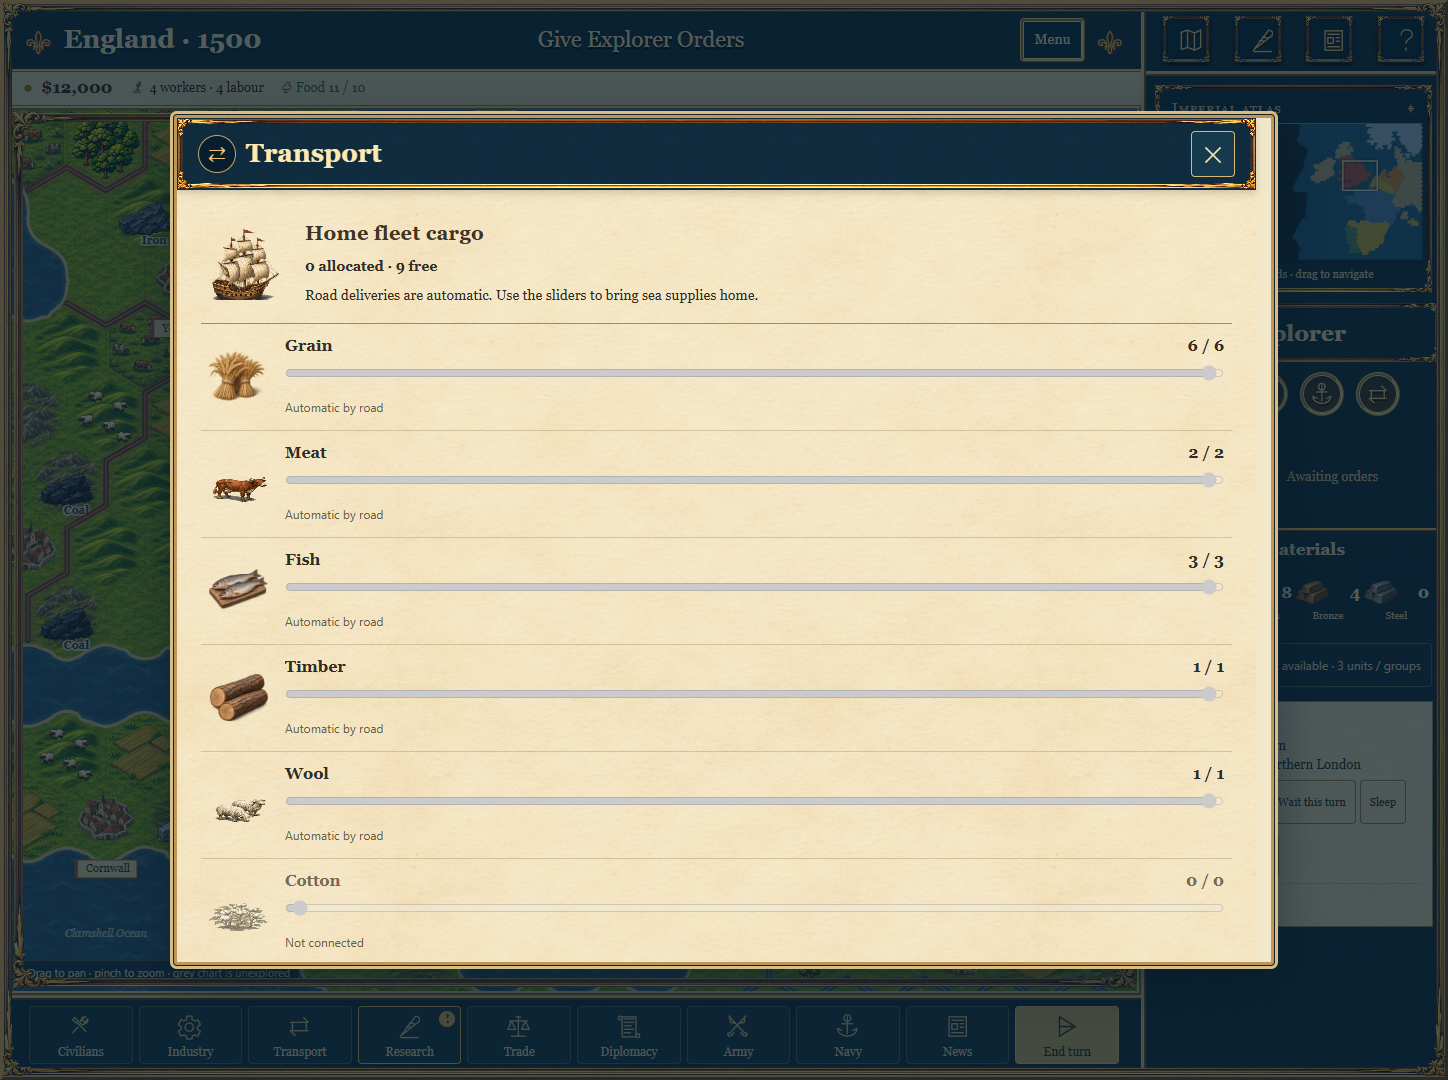 England · 1500
Give Explorer Orders
Menu
$12,000
4 workers · 4 labour
Food 11 / 10
Imperial Atlas
Transport
Home fleet cargo
0 allocated · 9 free
Road deliveries are automatic. Use the sliders to bring sea supplies home.
Grain
6 / 6
Automatic by road
Meat
2 / 2
Automatic by road
Fish
3 / 3
Automatic by road
Timber
1 / 1
Automatic by road
Wool
1 / 1
Automatic by road
Cotton
0 / 0
Not connected
Iron
Coal
Coal
Cornwall
Clamshell Ocean
Drag to pan · pinch to zoom · grey chart is unexplored
· drag to navigate
Awaiting orders
8
4
0
Bronze
Steel
available · 3 units / groups
London
Wait this turn
Sleep
Civilians
Industry
Transport
Research
!
Trade
Diplomacy
Army
Navy
News
End turn